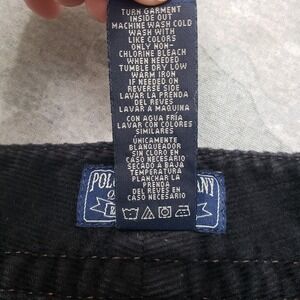 TURN GARMENT
INSIDE OUT
MACHINE WASH COLD
WASH WITH
LIKE COLORS
ONLY NON-
CHLORINE BLEACH
WHEN NEEDED
TUMBLE DRY LOW
WARM IRON
IF NEEDED ON
REVERSE SIDE
LAVAR LA PRENDA
DEL REVES
LAVAR A MAQUINA
CON AGUA FRÍA
LAVAR CON COLORES
SIMILARES
ÚNICAMENTE
BLANQUEADOR
SIN CLORO EN
CASO NECESARIO
SECADO A BAJA
TEMPERATURA
PLANCHAR LA
PRENDA
DEL REVES EN
CASO NECESARIO
POL